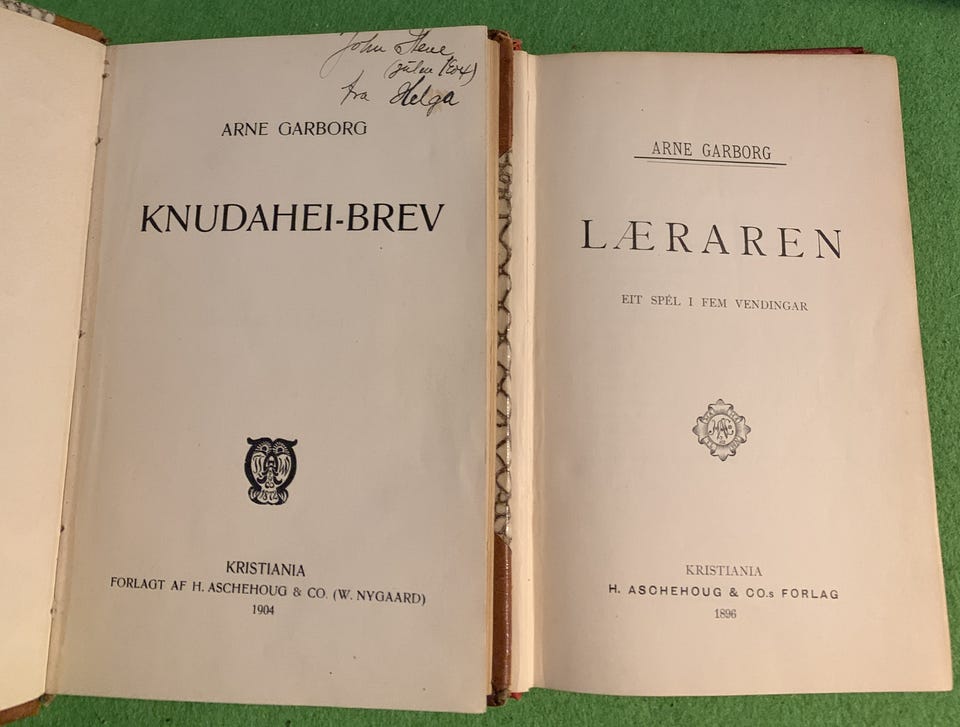 John Stene
(julen 1904)
fra Helga
ARNE GARBORG
KNUDAHEI-BREV
KRISTIANIA
FORLAGT AF H. ASCHEHOUG & CO. (W. NYGAARD)
1904
ARNE GARBORG
LÆRAREN
EIT SPÉL I FEM VENDINGAR
KRISTIANIA
H. ASCHEHOUG & CO.s FORLAG
1896